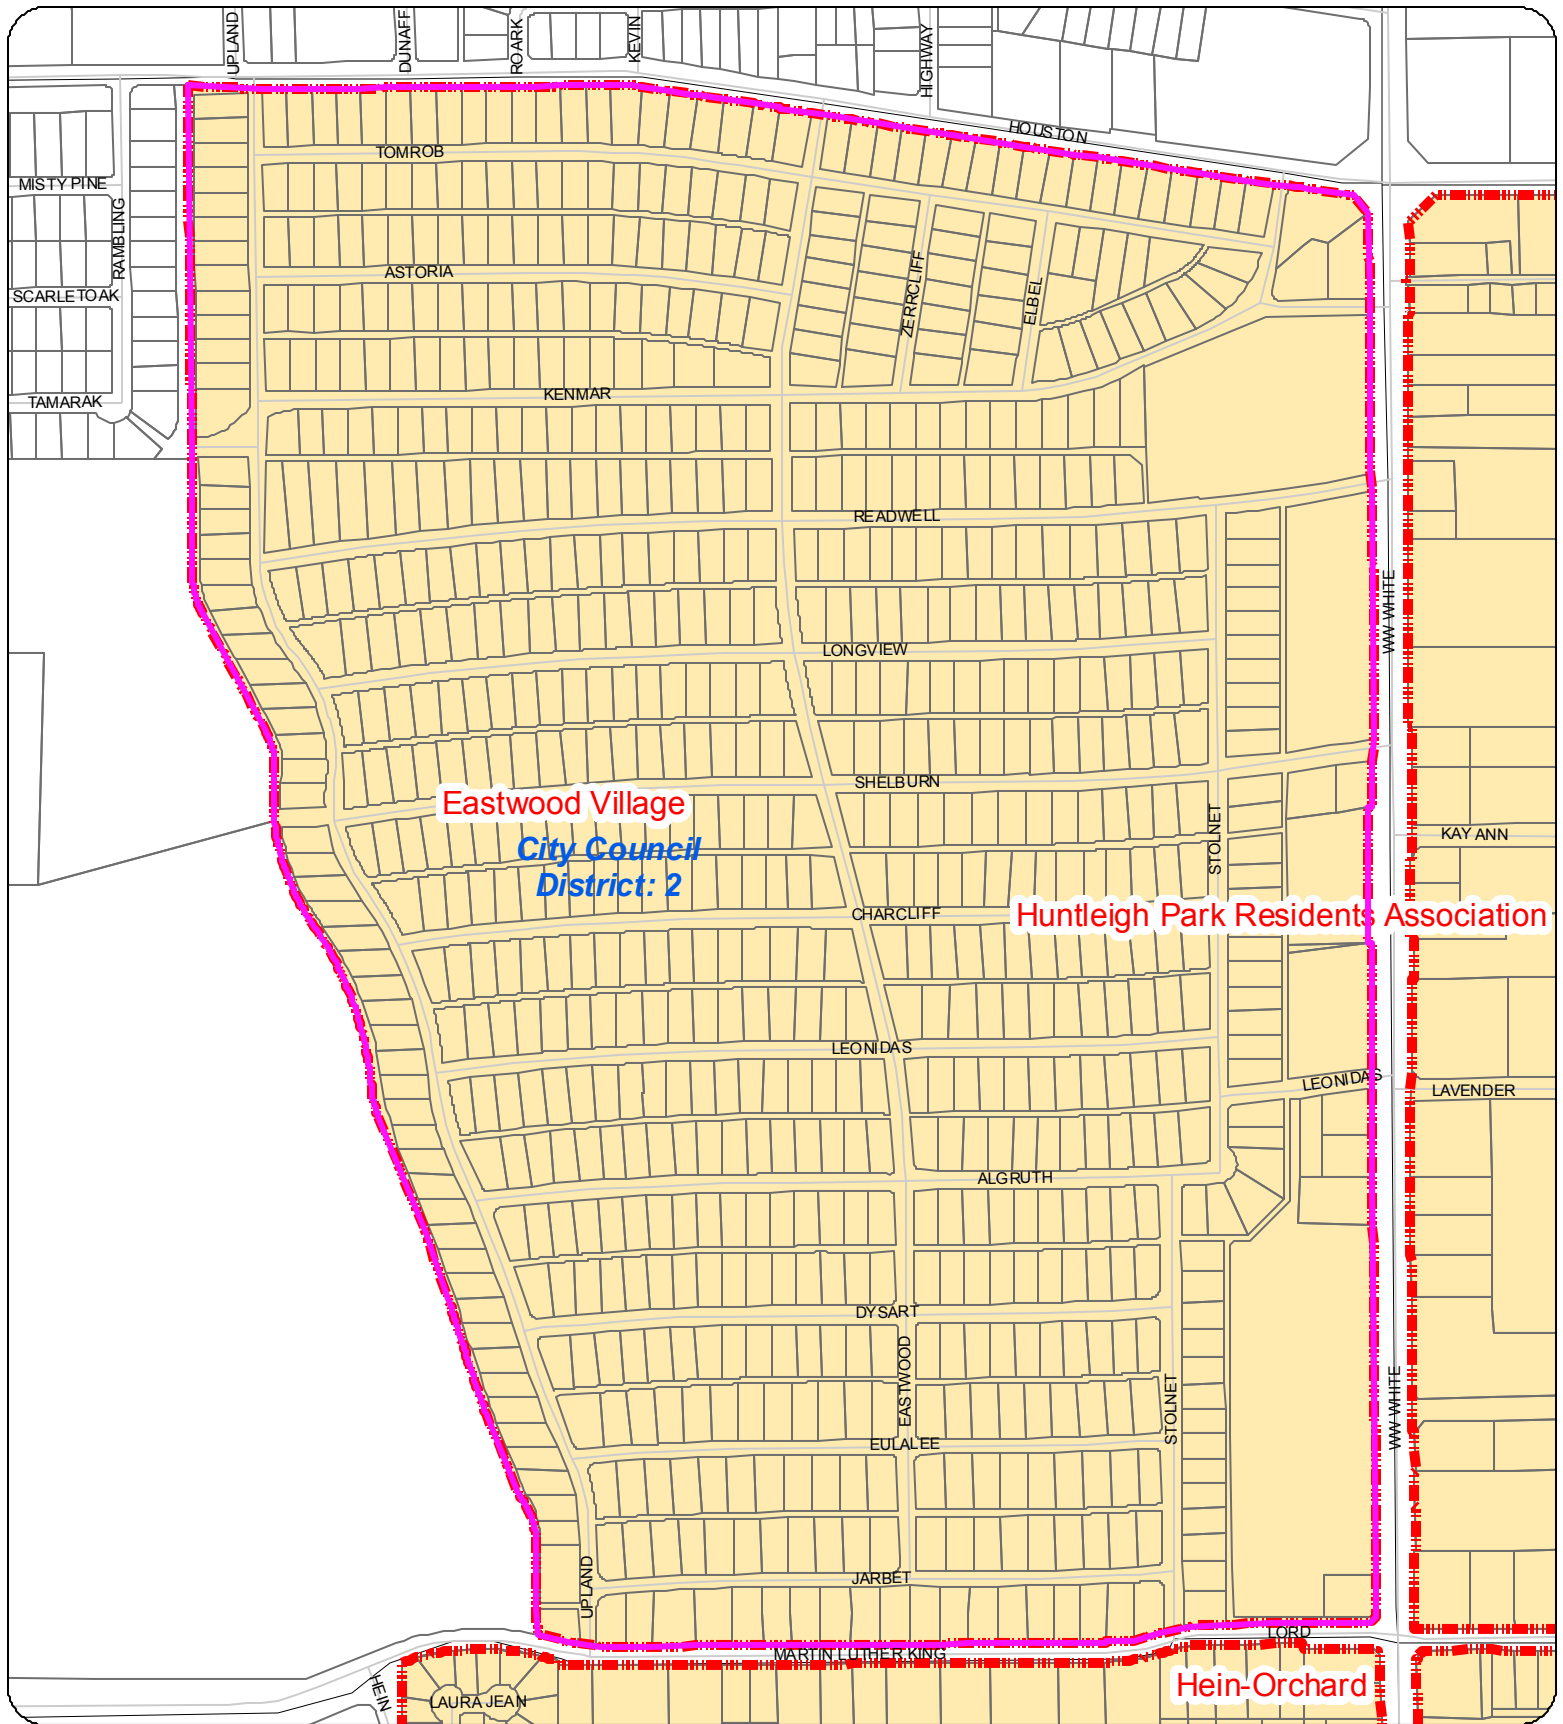 UPLAND
DUNAFF
ROARK
KEVIN
HIGHWAY
HOUSTON
TOMROB
MISTY PINE
RAMBLING
ASTORIA
ZERRCLIFF
ELBEL
SCARLET OAK
KENMAR
TAMARAK
READWELL
WW WHITE
LONGVIEW
SHELBURN
Eastwood Village
STOLNET
KAY ANN
City Council
District: 2
CHARCLIFF
Huntleigh Park Residents Association
LEONIDAS
LEONIDAS
LAVENDER
ALGRUTH
DYSART
EASTWOOD
STOLNET
WW WHITE
EULALEE
UPLAND
JARBET
LORD
MARTIN LUTHER KING
HEIN
LAURA JEAN
Hein-Orchard